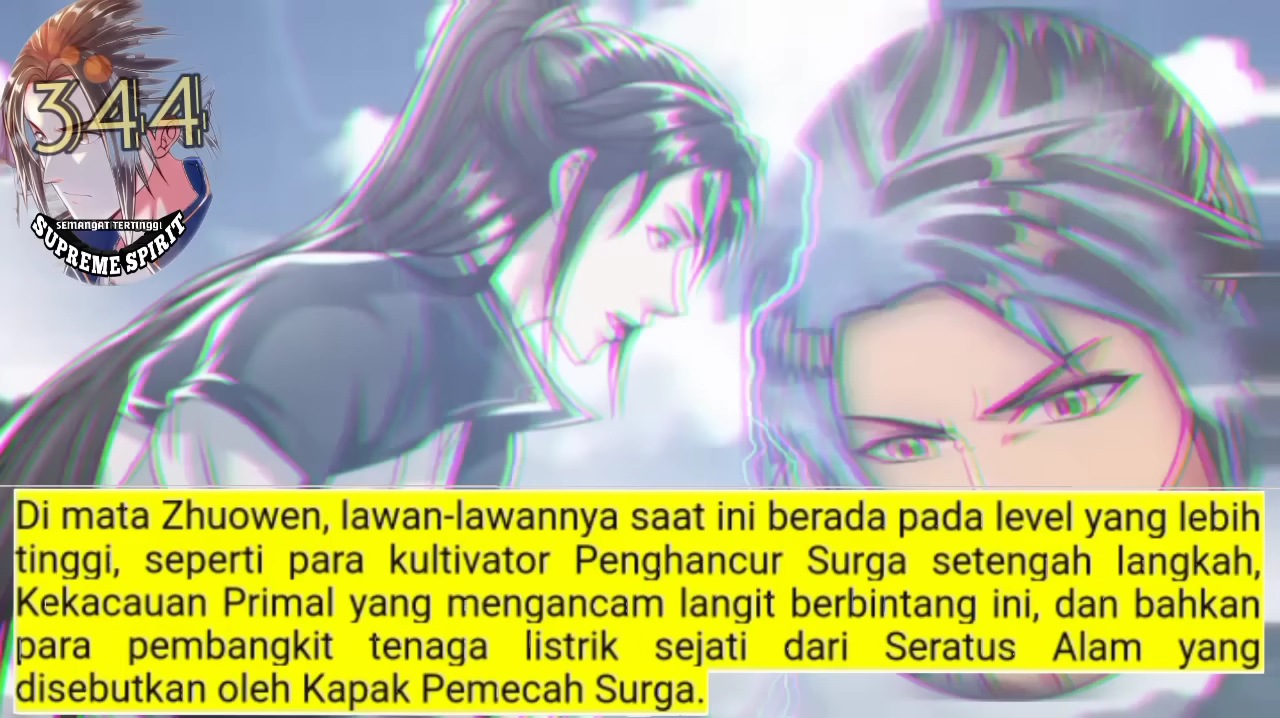 344
SEMANGAT TERTINGGI
SUPREME SPIRIT
Di mata Zhuowen, lawan-lawannya saat ini berada pada level yang lebih
tinggi, seperti para kultivator Penghancur Surga setengah langkah,
Kekacauan Primal yang mengancam langit berbintang ini, dan bahkan
para pembangkit tenaga listrik sejati dari Seratus Alam yang
disebutkan oleh Kapak Pemecah Surga.